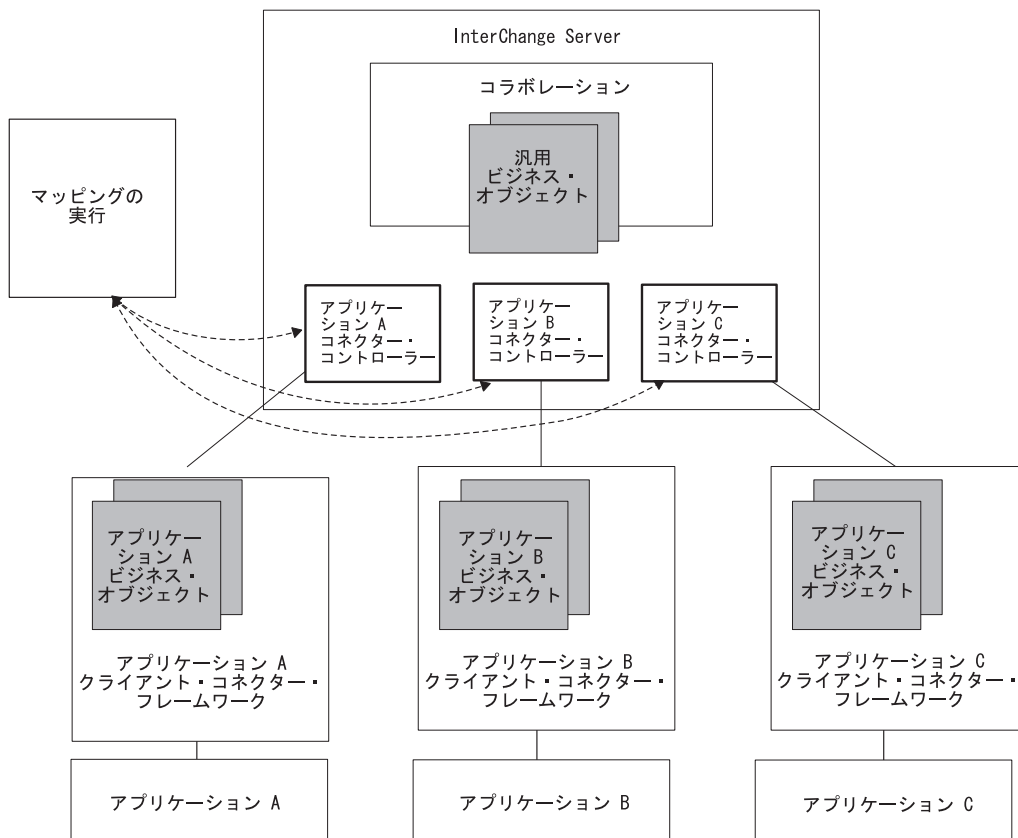 InterChange Server
コラボレーション
汎用
ビジネス・
オブジェクト
マッピングの
実行
アプリケー
ション A
コネクター・
コントローラー
アプリケー
ション B
コネクター・
コントローラー
アプリケー
ション C
コネクター・
コントローラー
アプリケー
ション A
ビジネス・
オブジェクト
アプリケーション A
クライアント・コネクター・
フレームワーク
アプリケー
ション B
ビジネス・
オブジェクト
アプリケーション B
クライアント・コネクター・
フレームワーク
アプリケー
ション C
ビジネス・
オブジェクト
アプリケーション C
クライアント・コネクター・
フレームワーク
アプリケーション A
アプリケーション B
アプリケーション C